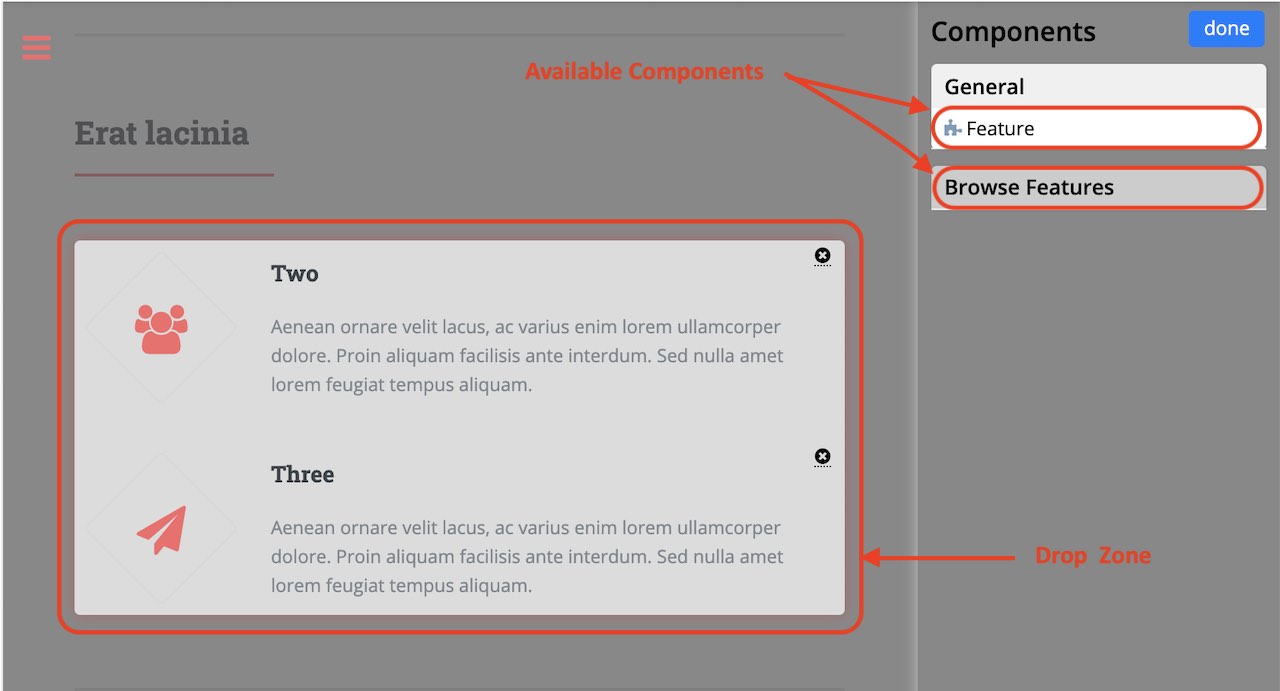 Components
done
Available Components
General
Feature
Erat lacinia
Browse Features
Two
Aenean ornare velit lacus, ac varius enim lorem ullamcorper
dolore. Proin aliquam facilisis ante interdum. Sed nulla amet
lorem feugiat tempus aliquam.
Three
Aenean ornare velit lacus, ac varius enim lorem ullamcorper
dolore. Proin aliquam facilisis ante interdum. Sed nulla amet
lorem feugiat tempus aliquam.
Drop Zone